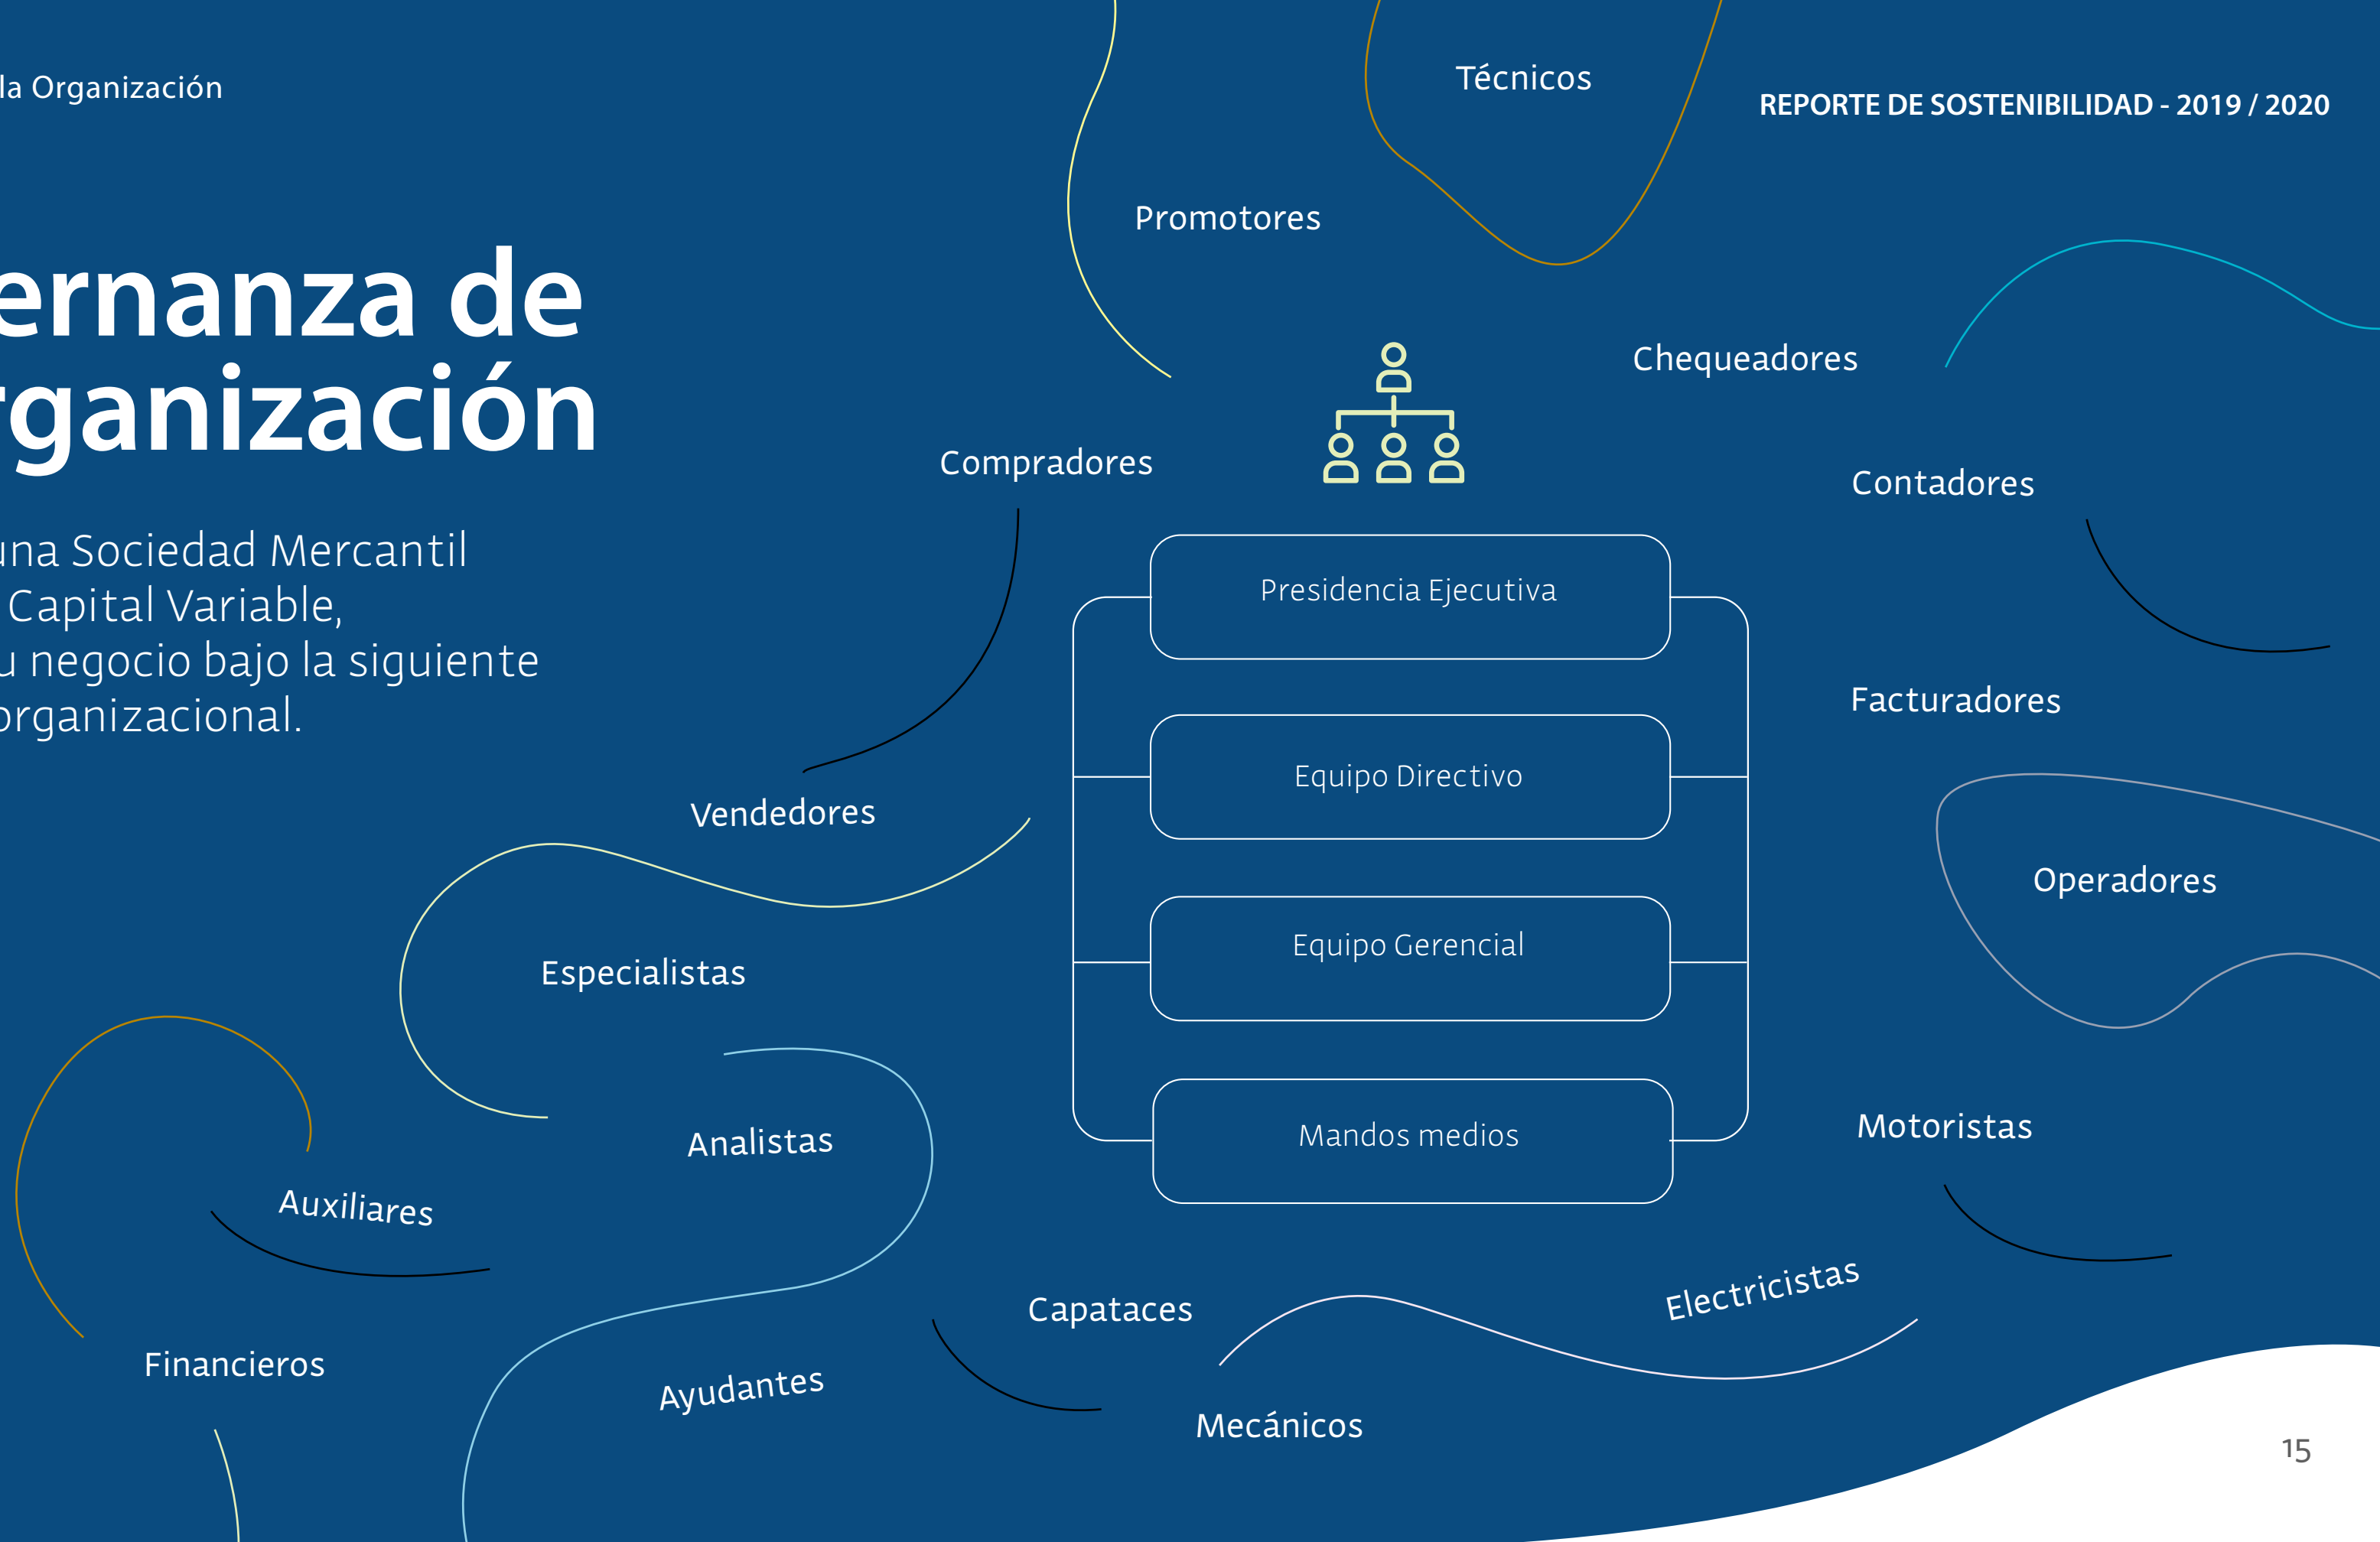 la Organización
REPORTE DE SOSTENIBILIDAD - 2019 / 2020
ernanza de
rganización
una Sociedad Mercantil
Capital Variable,
u negocio bajo la siguiente
organizacional.
Técnicos
Promotores
Chequeadores
Compradores
Contadores
Presidencia Ejecutiva
Facturadores
Equipo Directivo
Vendedores
Operadores
Equipo Gerencial
Especialistas
Mandos medios
Motoristas
Analistas
Auxiliares
Electricistas
Capataces
Financieros
Ayudantes
Mecánicos
15